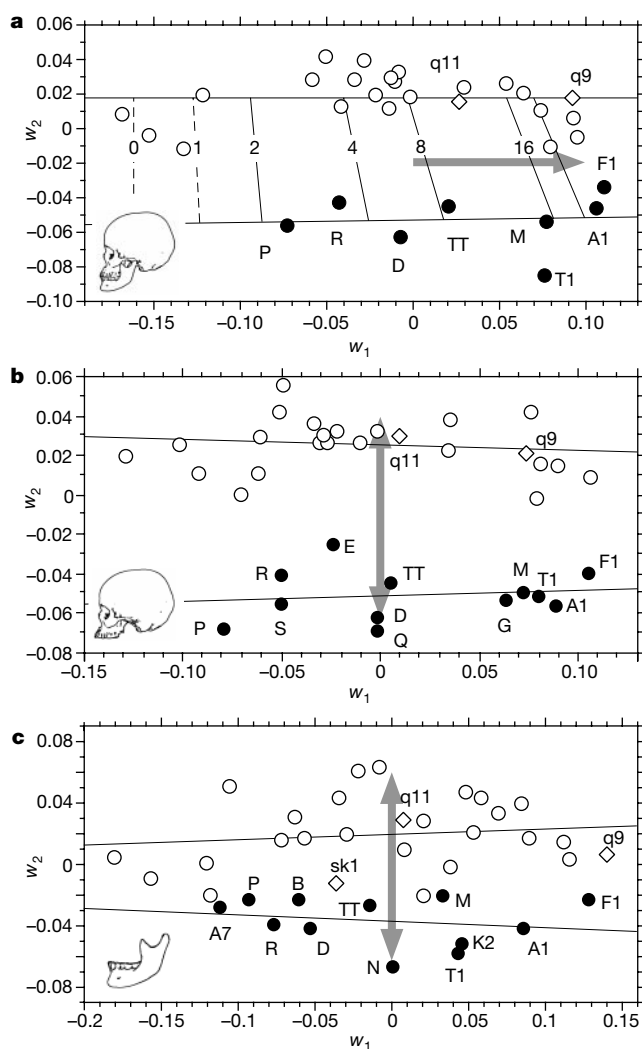 a
0.06
0.04
0.02
0
−0.02
−0.04
−0.06
−0.08
−0.10
w2
q11
q9
0 1 2 4 8 16
F1
P R D TT M A1
T1
−0.15 −0.10 −0.05 0 0.05 0.10
w1
b
0.06
0.04
0.02
0
−0.02
−0.04
−0.06
−0.08
w2
q11
q9
E
R TT M T1 F1
P S D G A1
Q
−0.15 −0.10 −0.05 0 0.05 0.10
w1
c
0.08
0.04
0
−0.04
−0.08
w2
q11
q9
sk1
P B TT M F1
A7 R D N K2 A1
T1
−0.2 −0.15 −0.1 −0.05 0 0.05 0.10 0.15
w1